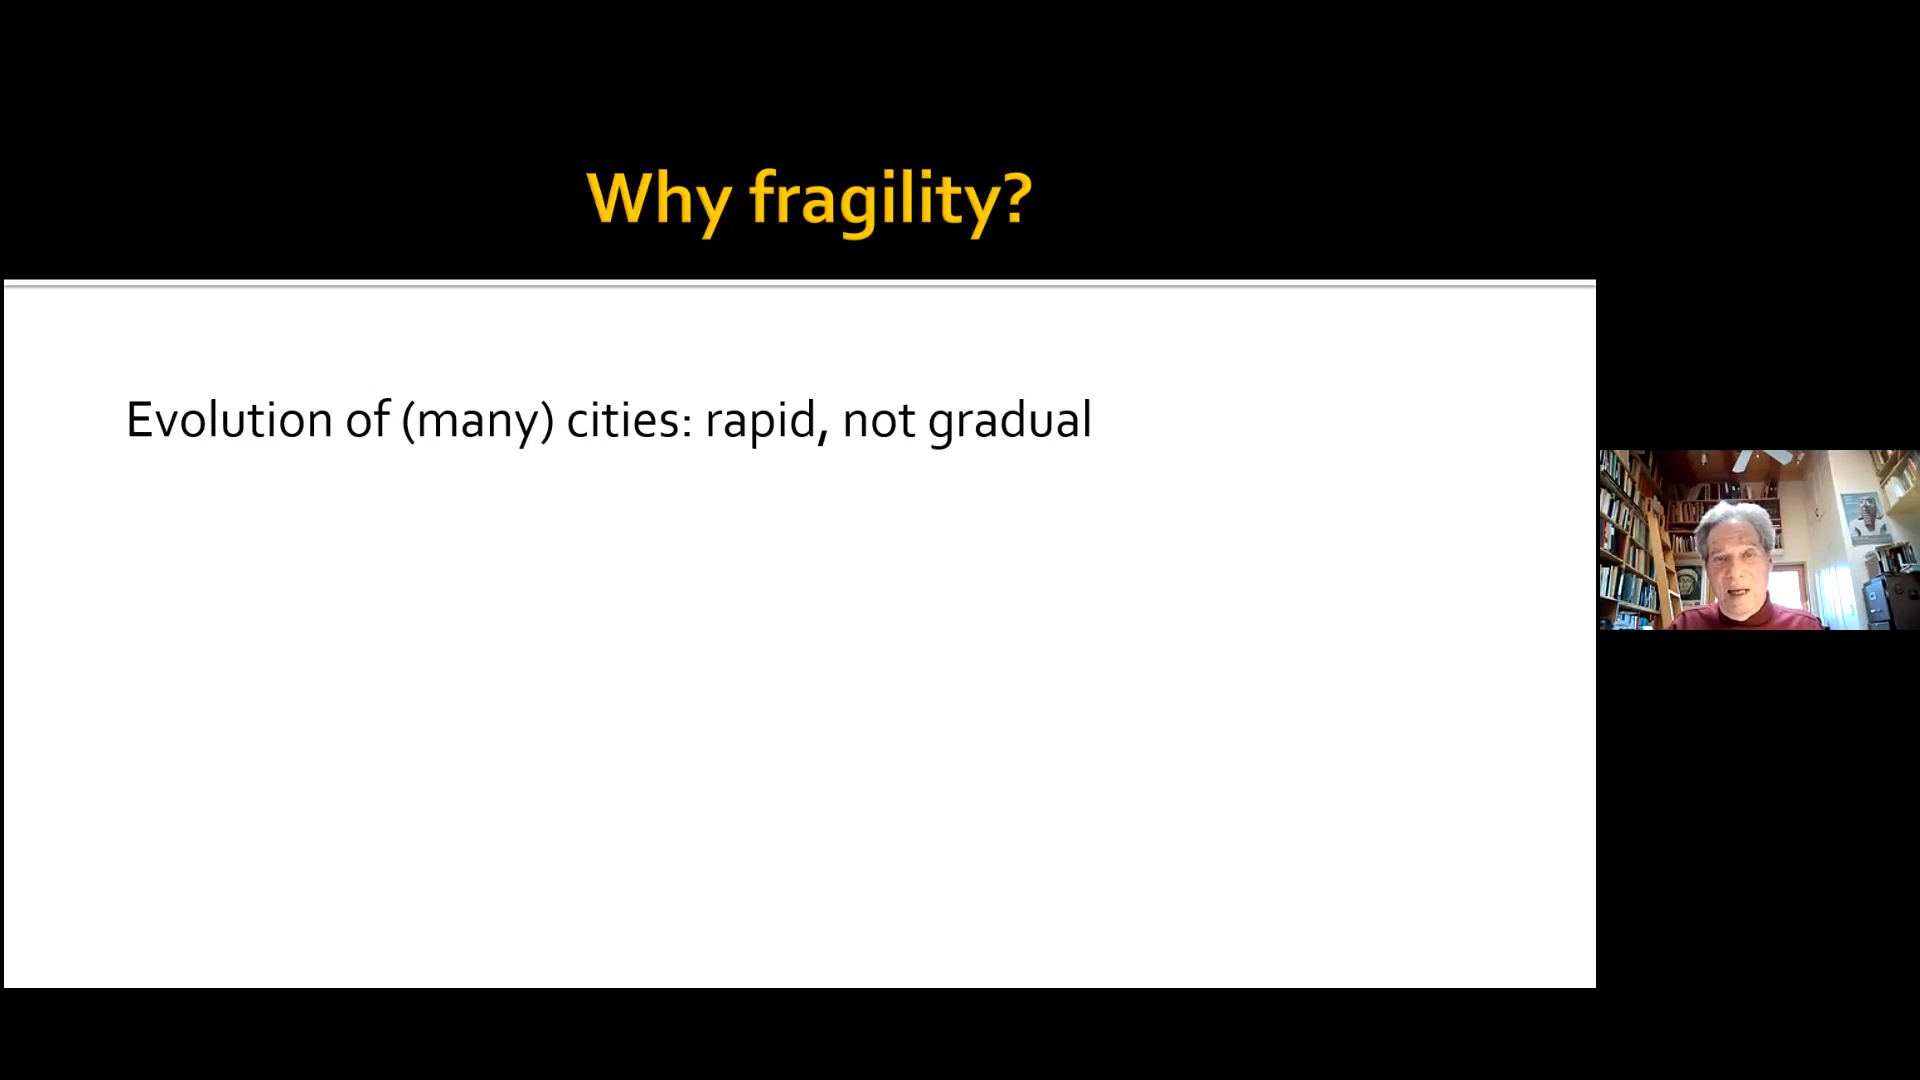 Why fragility?
Evolution of (many) cities: rapid, not gradual